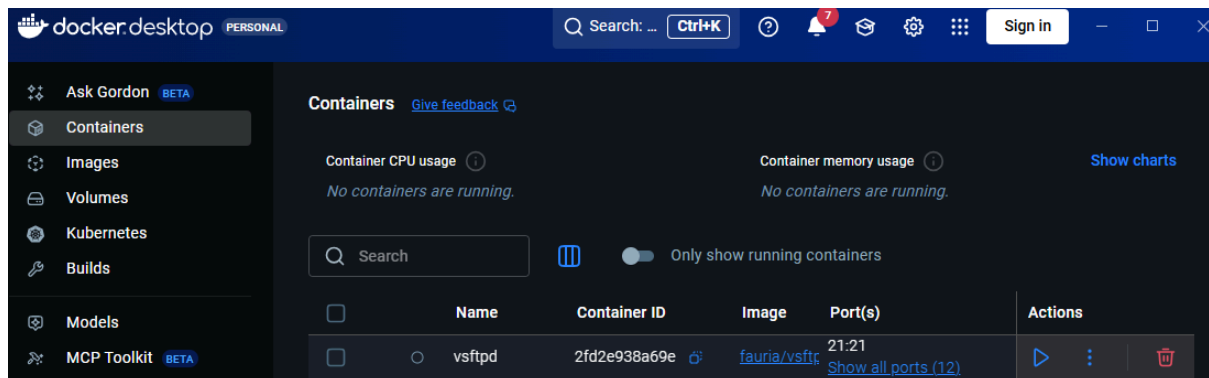 docker.desktop PERSONAL Search: ... Ctrl+K 7 Sign in
Ask Gordon BETA
Containers
Images
Volumes
Kubernetes
Builds
Models
MCP Toolkit BETA
Containers Give feedback
Container CPU usage
No containers are running.
Container memory usage
No containers are running.
Show charts
Search
Only show running containers
Name Container ID Image Port(s) Actions
vsftpd 2fd2e938a69e fauria/vsftp 21:21
Show all ports (12)